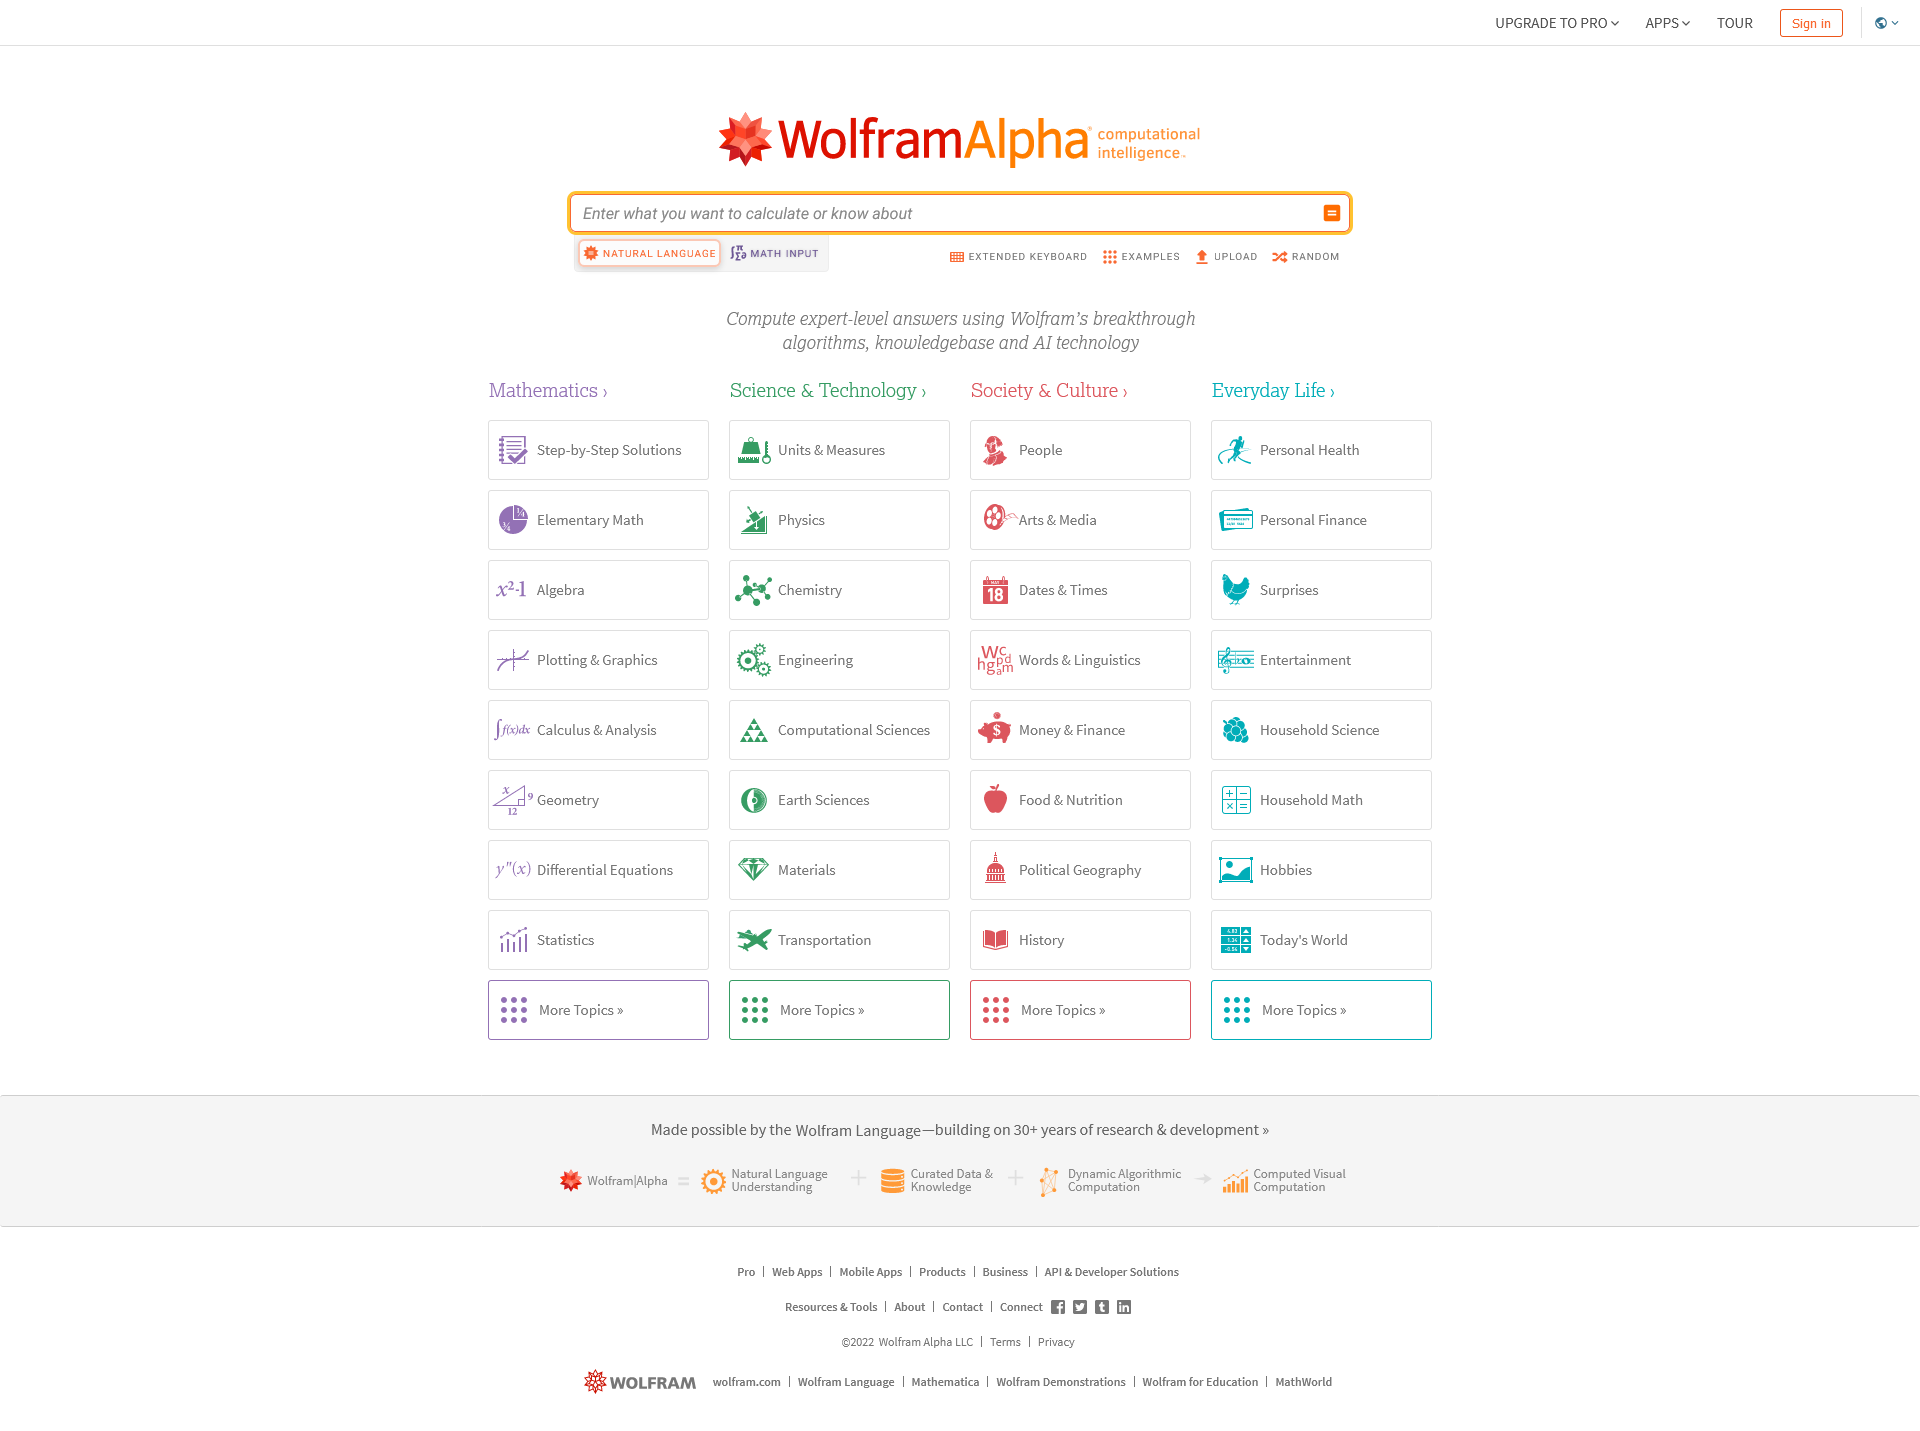 UPGRADE TO PRO
APPS
TOUR
Sign in
WolframAlpha computational intelligence™
Enter what you want to calculate or know about
NATURAL LANGUAGE
MATH INPUT
EXTENDED KEYBOARD
EXAMPLES
UPLOAD
RANDOM
Compute expert-level answers using Wolfram's breakthrough
algorithms, knowledgebase and AI technology
Mathematics ›
Step-by-Step Solutions
Elementary Math
x²-1 Algebra
Plotting & Graphics
∫f(x)dx Calculus & Analysis
x 9 12 Geometry
y″(x) Differential Equations
Statistics
More Topics »
Science & Technology ›
Units & Measures
Physics
Chemistry
Engineering
Computational Sciences
Earth Sciences
Materials
Transportation
More Topics »
Society & Culture ›
People
Arts & Media
18 Dates & Times
Words & Linguistics
$ Money & Finance
Food & Nutrition
Political Geography
History
More Topics »
Everyday Life ›
Personal Health
Personal Finance
Surprises
Entertainment
Household Science
Household Math
Hobbies
Today's World
More Topics »
Made possible by the Wolfram Language—building on 30+ years of research & development »
Wolfram|Alpha
=
Natural Language
Understanding
+
Curated Data &
Knowledge
+
Dynamic Algorithmic
Computation
→
Computed Visual
Computation
Pro | Web Apps | Mobile Apps | Products | Business | API & Developer Solutions
Resources & Tools | About | Contact | Connect
©2022 Wolfram Alpha LLC | Terms | Privacy
WOLFRAM wolfram.com | Wolfram Language | Mathematica | Wolfram Demonstrations | Wolfram for Education | MathWorld